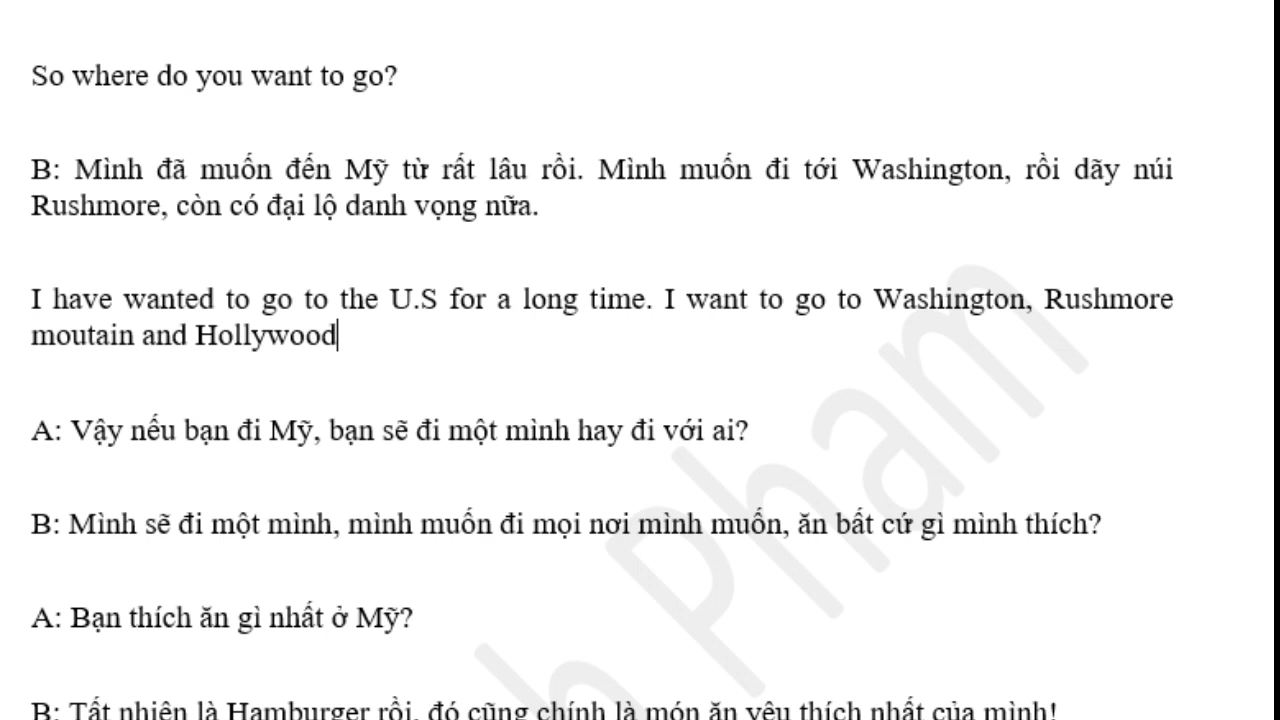 So where do you want to go?
B: Mình đã muốn đến Mỹ từ rất lâu rồi. Mình muốn đi tới Washington, rồi dãy núi
Rushmore, còn có đại lộ danh vọng nữa.
I have wanted to go to the U.S for a long time. I want to go to Washington, Rushmore
moutain and Hollywood
A: Vậy nếu bạn đi Mỹ, bạn sẽ đi một mình hay đi với ai?
B: Mình sẽ đi một mình, mình muốn đi mọi nơi mình muốn, ăn bất cứ gì mình thích?
A: Bạn thích ăn gì nhất ở Mỹ?
B: Tất nhiên là Hamburger rồi, đó cũng chính là món ăn yêu thích nhất của mình!
h Pham